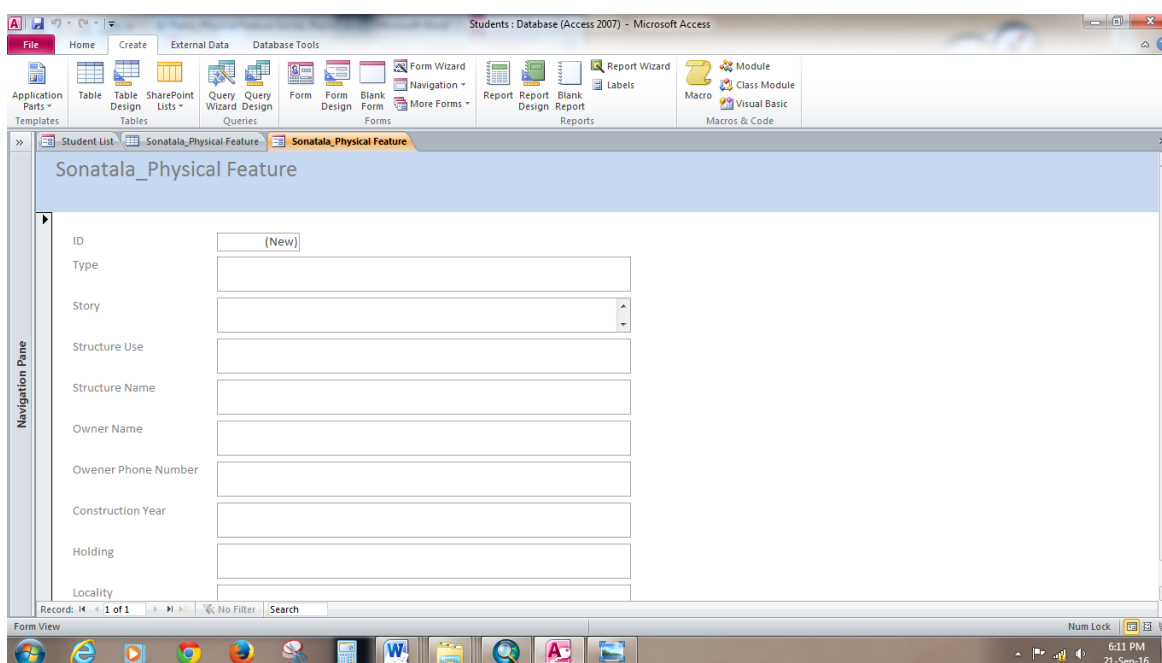 Students : Database (Access 2007) - Microsoft Access
File Home Create External Data Database Tools
Application Parts
Table
Table Design
SharePoint Lists
Query Wizard
Query Design
Form
Form Design
Blank Form
Form Wizard
Navigation
More Forms
Report
Report Design
Blank Report
Report Wizard
Labels
Macro
Module
Class Module
Visual Basic
Templates Tables Queries Forms Reports Macros & Code
» Student List Sonatala_Physical Feature Sonatala_Physical Feature
Sonatala_Physical Feature
Navigation Pane
ID (New)
Type
Story
Structure Use
Structure Name
Owner Name
Owener Phone Number
Construction Year
Holding
Locality
Record: 1 of 1 No Filter Search
Form View Num Lock
6:11 PM
21-Sep-16